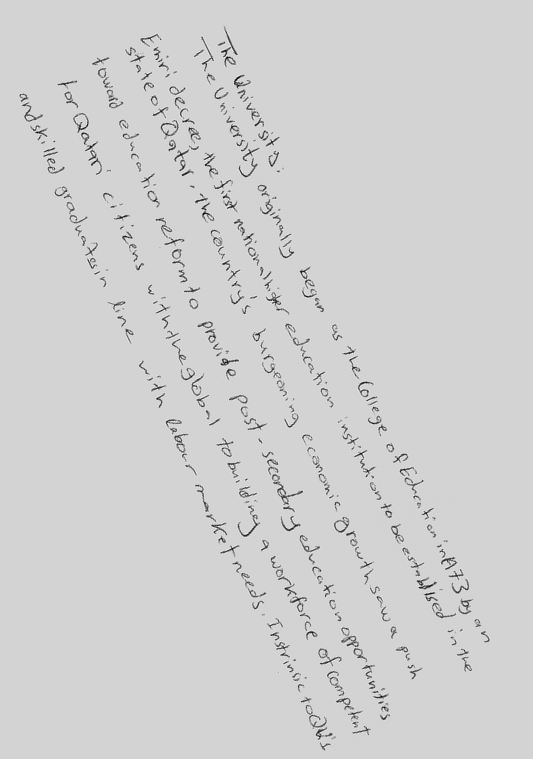 The University:
The University originally began as the College of Education in 1973 by an
Emiri decree, the first national higher education institution to be establised in the
state of Qatar. the country's burgeoning economic growth saw a push
toward education reform to provide post-secondary education opportunities
for Qatari citizens with the global to building a workforce of competent
and skilled graduates in line with labour market needs. Instrinsic to QU's